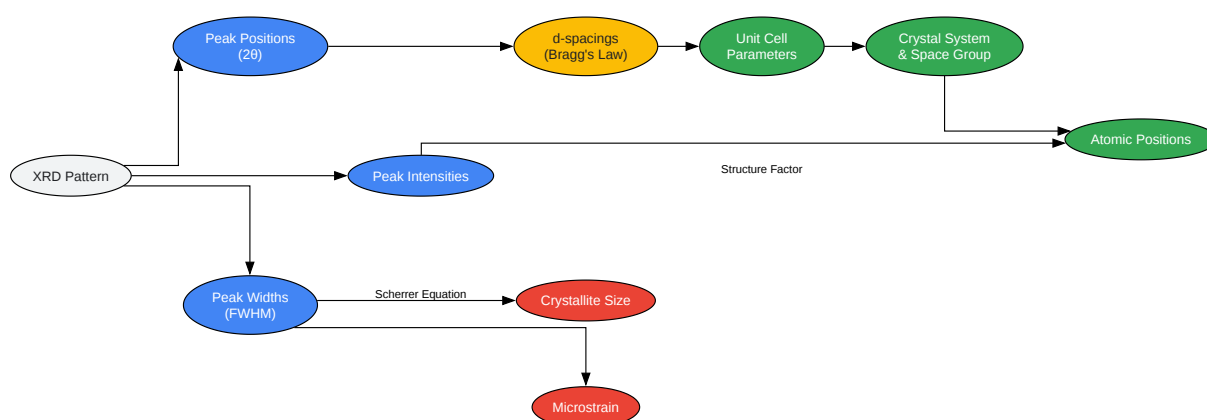 Peak Positions
(2θ)
d-spacings
(Bragg's Law)
Unit Cell
Parameters
Crystal System
& Space Group
Atomic Positions
XRD Pattern
Peak Intensities
Structure Factor
Peak Widths
(FWHM)
Scherrer Equation
Crystallite Size
Microstrain